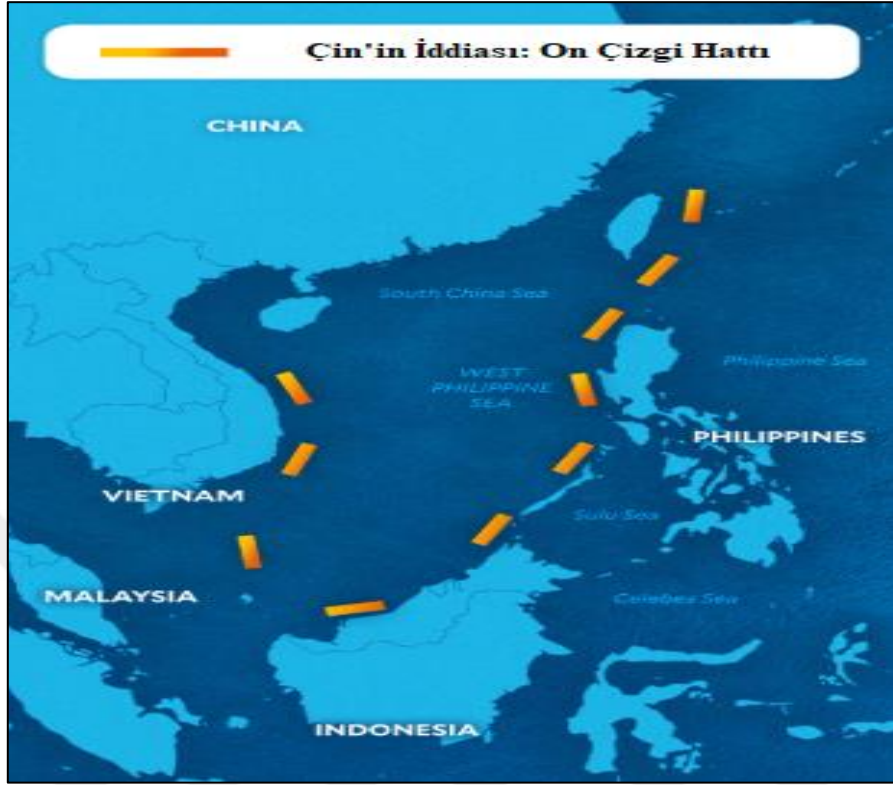 Çin'in İddiası: On Çizgi Hattı
CHINA
South China Sea
WEST
PHILIPPINE
SEA
Philippine Sea
PHILIPPINES
VIETNAM
Sulu Sea
MALAYSIA
Celebes Sea
INDONESIA